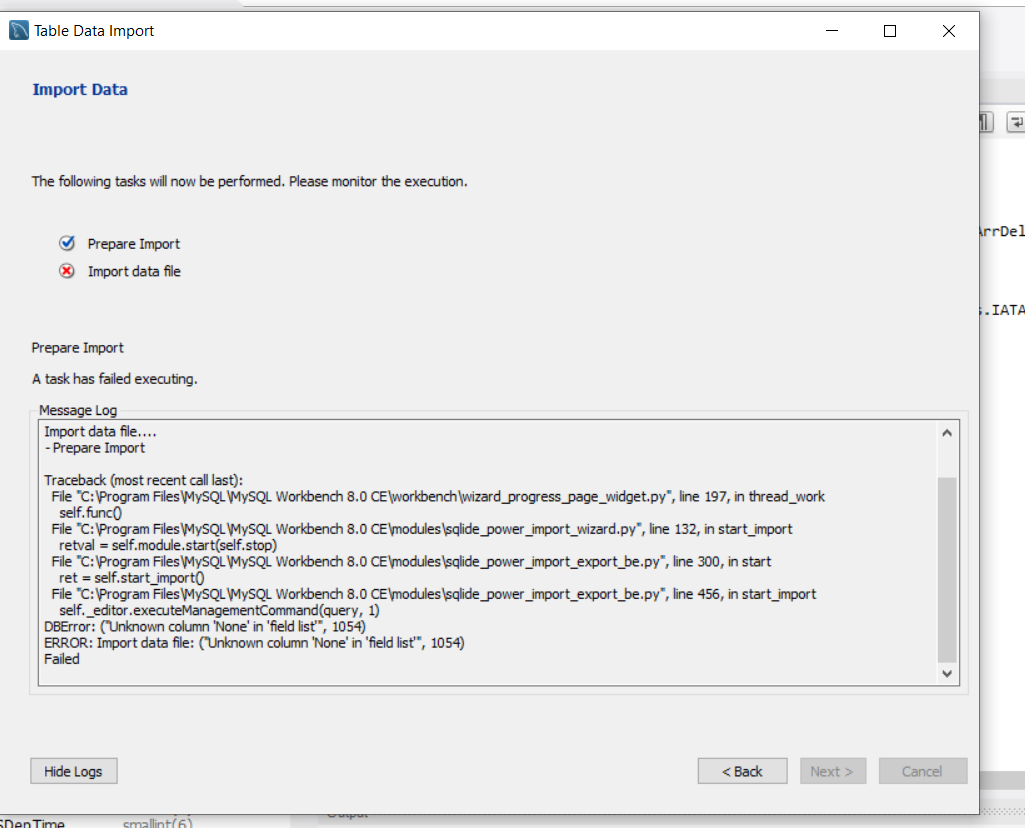 Table Data Import
Import Data
The following tasks will now be performed. Please monitor the execution.
Prepare Import
Import data file
ArrDel
s.IATA
Prepare Import
A task has failed executing.
Message Log
Import data file....
- Prepare Import
Traceback (most recent call last):
File "C:\Program Files\MySQL\MySQL Workbench 8.0 CE\workbench\wizard_progress_page_widget.py", line 197, in thread_work
self.func()
File "C:\Program Files\MySQL\MySQL Workbench 8.0 CE\modules\sqlide_power_import_wizard.py", line 132, in start_import
retval = self.module.start(self.stop)
File "C:\Program Files\MySQL\MySQL Workbench 8.0 CE\modules\sqlide_power_import_export_be.py", line 300, in start
ret = self.start_import()
File "C:\Program Files\MySQL\MySQL Workbench 8.0 CE\modules\sqlide_power_import_export_be.py", line 456, in start_import
self._editor.executeManagementCommand(query, 1)
DBError: ("Unknown column 'None' in 'field list'", 1054)
ERROR: Import data file: ("Unknown column 'None' in 'field list'", 1054)
Failed
Hide Logs
< Back
Next >
Cancel
SDepTime
smallint(6)
Output